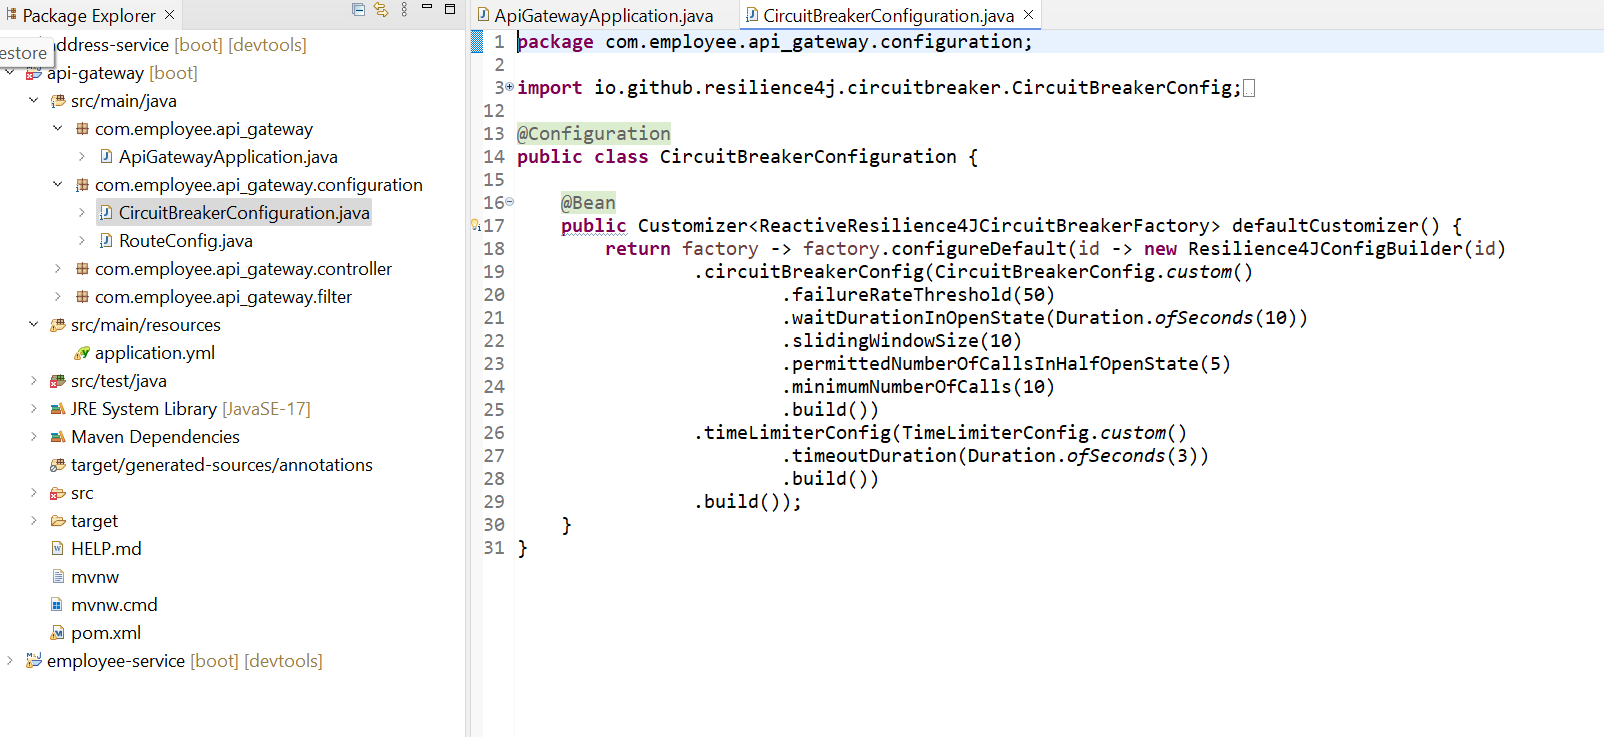 Package Explorer
address-service [boot] [devtools]
estore
api-gateway [boot]
src/main/java
com.employee.api_gateway
ApiGatewayApplication.java
com.employee.api_gateway.configuration
CircuitBreakerConfiguration.java
RouteConfig.java
com.employee.api_gateway.controller
com.employee.api_gateway.filter
src/main/resources
application.yml
src/test/java
JRE System Library [JavaSE-17]
Maven Dependencies
target/generated-sources/annotations
src
target
HELP.md
mvnw
mvnw.cmd
pom.xml
employee-service [boot] [devtools]
ApiGatewayApplication.java
CircuitBreakerConfiguration.java
1 package com.employee.api_gateway.configuration;
2
3 import io.github.resilience4j.circuitbreaker.CircuitBreakerConfig;
12
13 @Configuration
14 public class CircuitBreakerConfiguration {
15
16 @Bean
17 public Customizer<ReactiveResilience4JCircuitBreakerFactory> defaultCustomizer() {
18 return factory -> factory.configureDefault(id -> new Resilience4JConfigBuilder(id)
19 .circuitBreakerConfig(CircuitBreakerConfig.custom()
20 .failureRateThreshold(50)
21 .waitDurationInOpenState(Duration.ofSeconds(10))
22 .slidingWindowSize(10)
23 .permittedNumberOfCallsInHalfOpenState(5)
24 .minimumNumberOfCalls(10)
25 .build())
26 .timeLimiterConfig(TimeLimiterConfig.custom()
27 .timeoutDuration(Duration.ofSeconds(3))
28 .build())
29 .build());
30 }
31 }